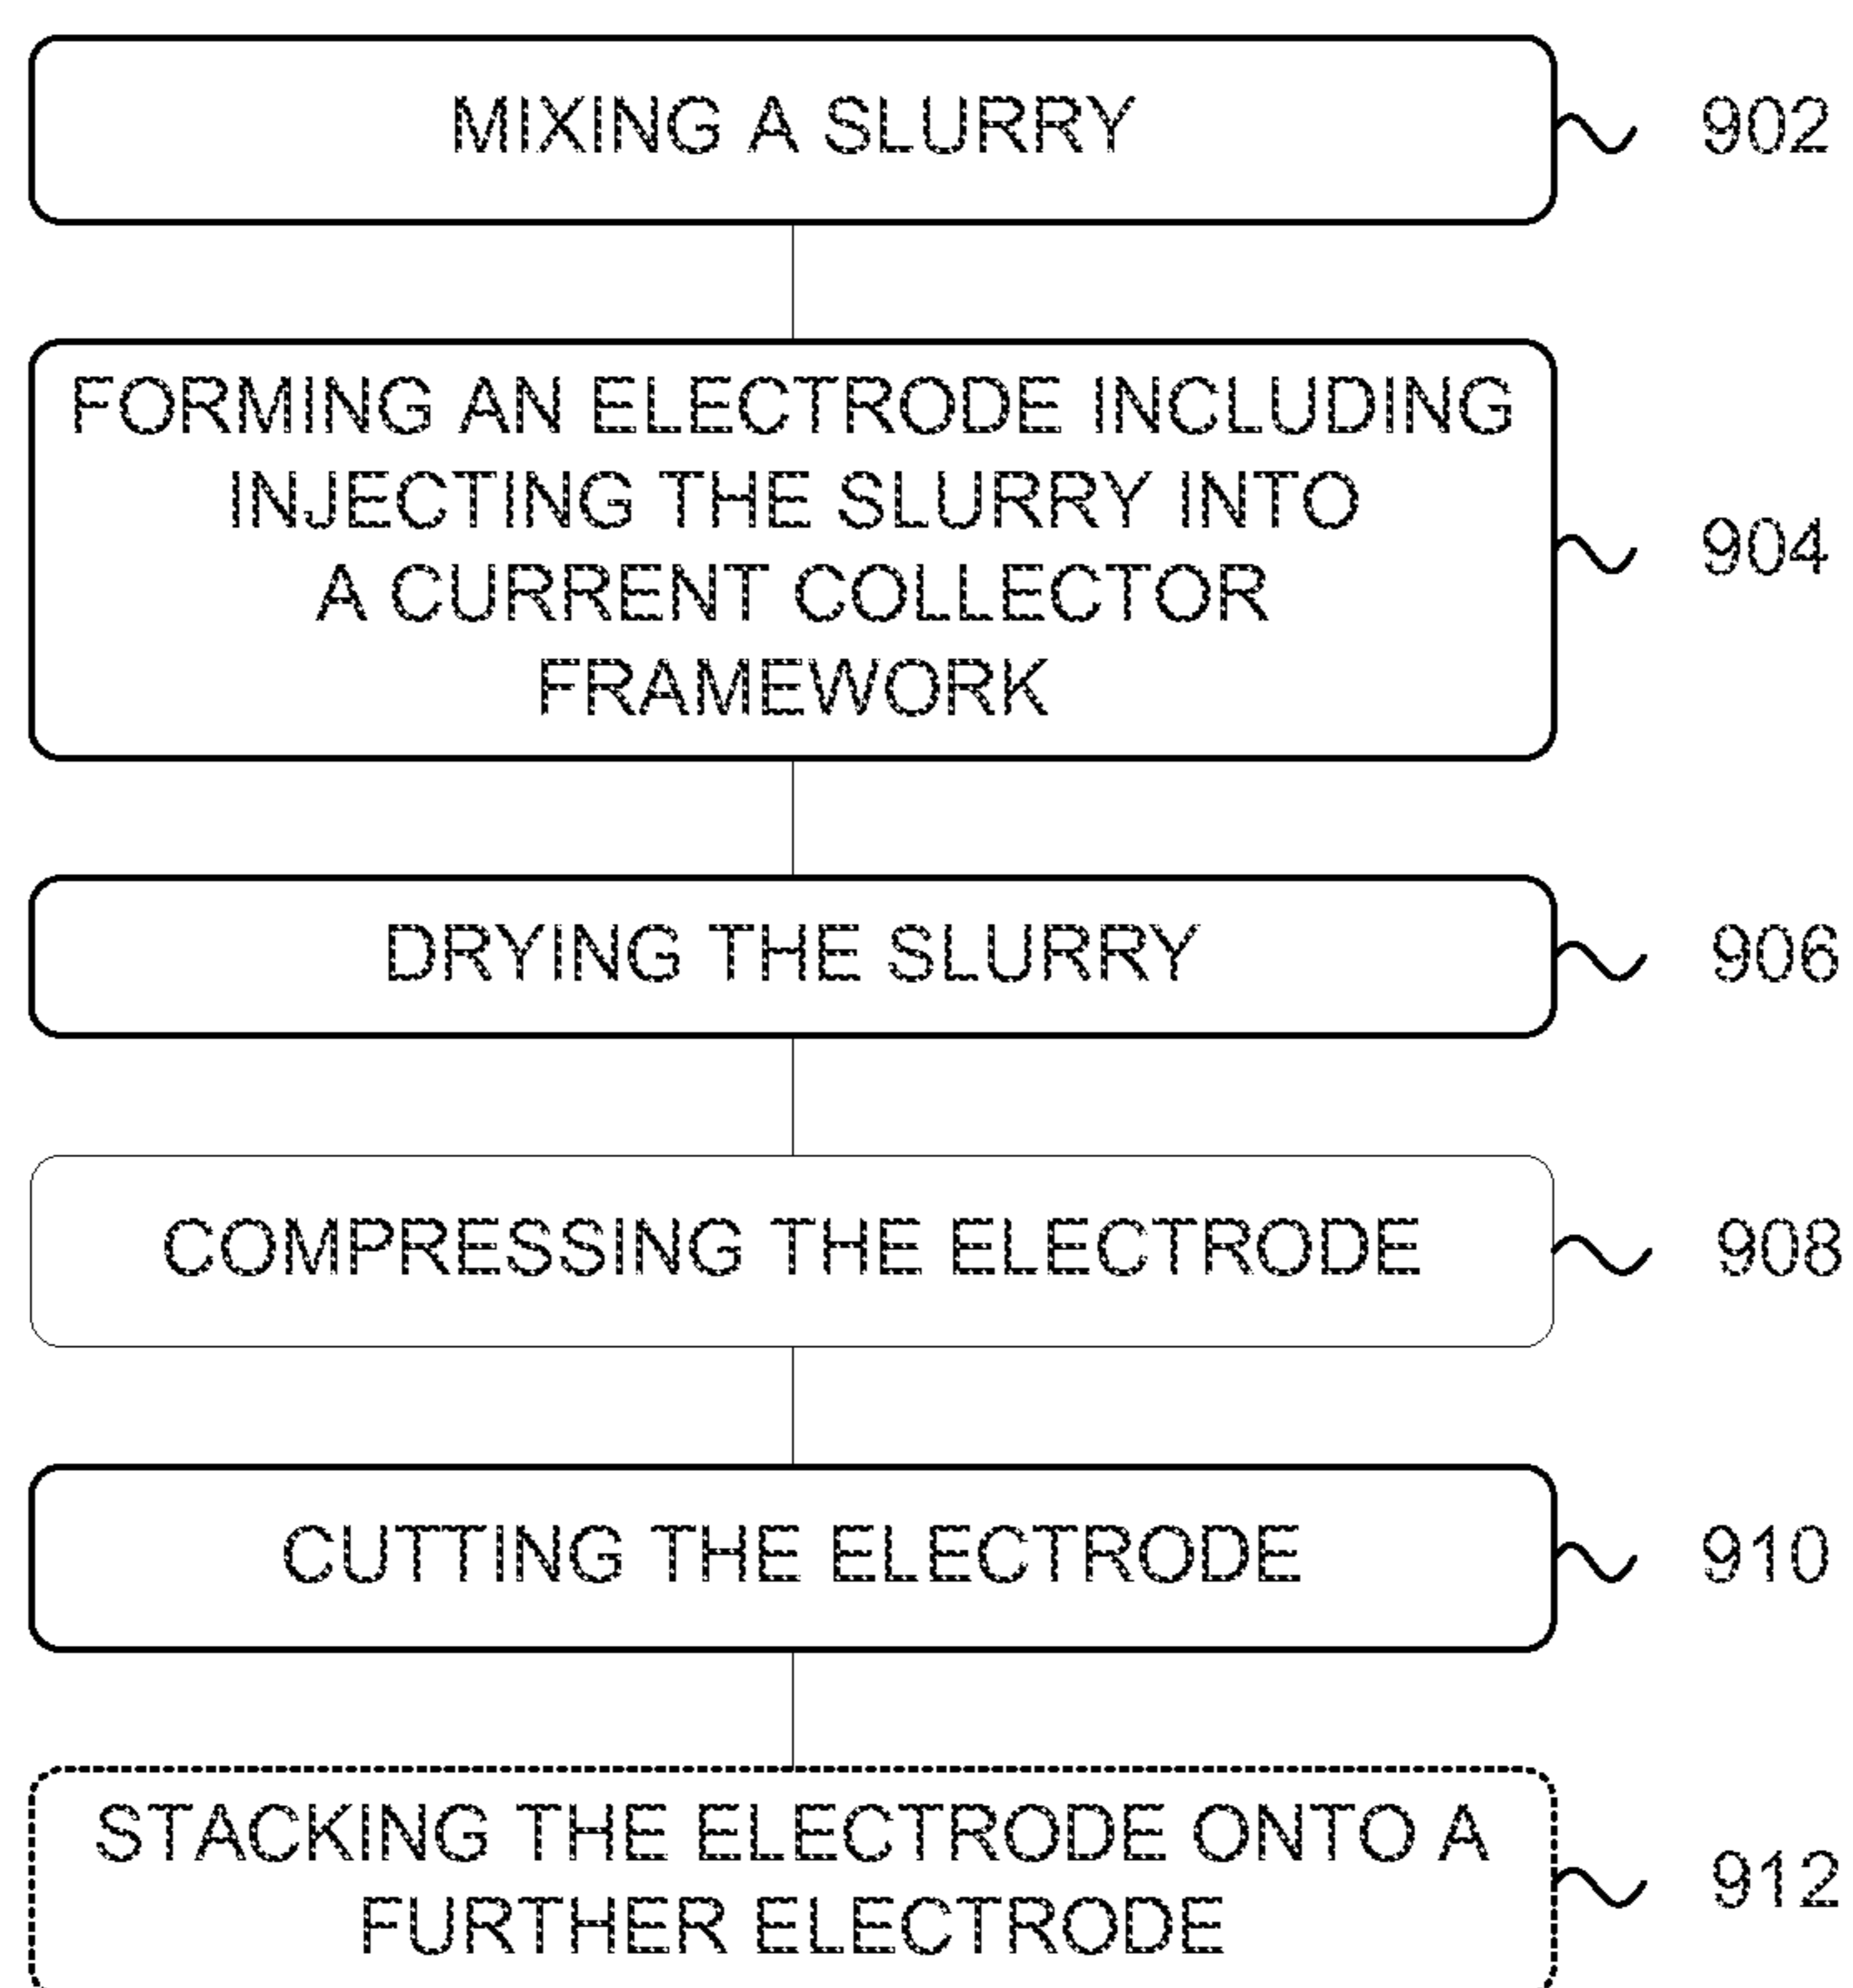 MIXING A SLURRY
902
FORMING AN ELECTRODE INCLUDING
INJECTING THE SLURRY INTO
A CURRENT COLLECTOR
FRAMEWORK
904
DRYING THE SLURRY
906
COMPRESSING THE ELECTRODE
908
CUTTING THE ELECTRODE
910
STACKING THE ELECTRODE ONTO A
FURTHER ELECTRODE
912